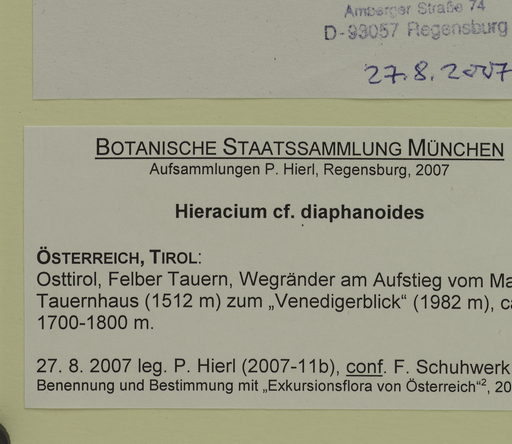 Amberger Straße 74
D-93057 Regensburg
27.8.2007
BOTANISCHE STAATSSAMMLUNG MÜNCHEN
Aufsammlungen P. Hierl, Regensburg, 2007
Hieracium cf. diaphanoides
ÖSTERREICH, TIROL:
Osttirol, Felber Tauern, Wegränder am Aufstieg vom Ma
Tauernhaus (1512 m) zum „Venedigerblick“ (1982 m), c
1700-1800 m.
27. 8. 2007 leg. P. Hierl (2007-11b), conf. F. Schuhwerk
Benennung und Bestimmung mit „Exkursionsflora von Österreich“², 20